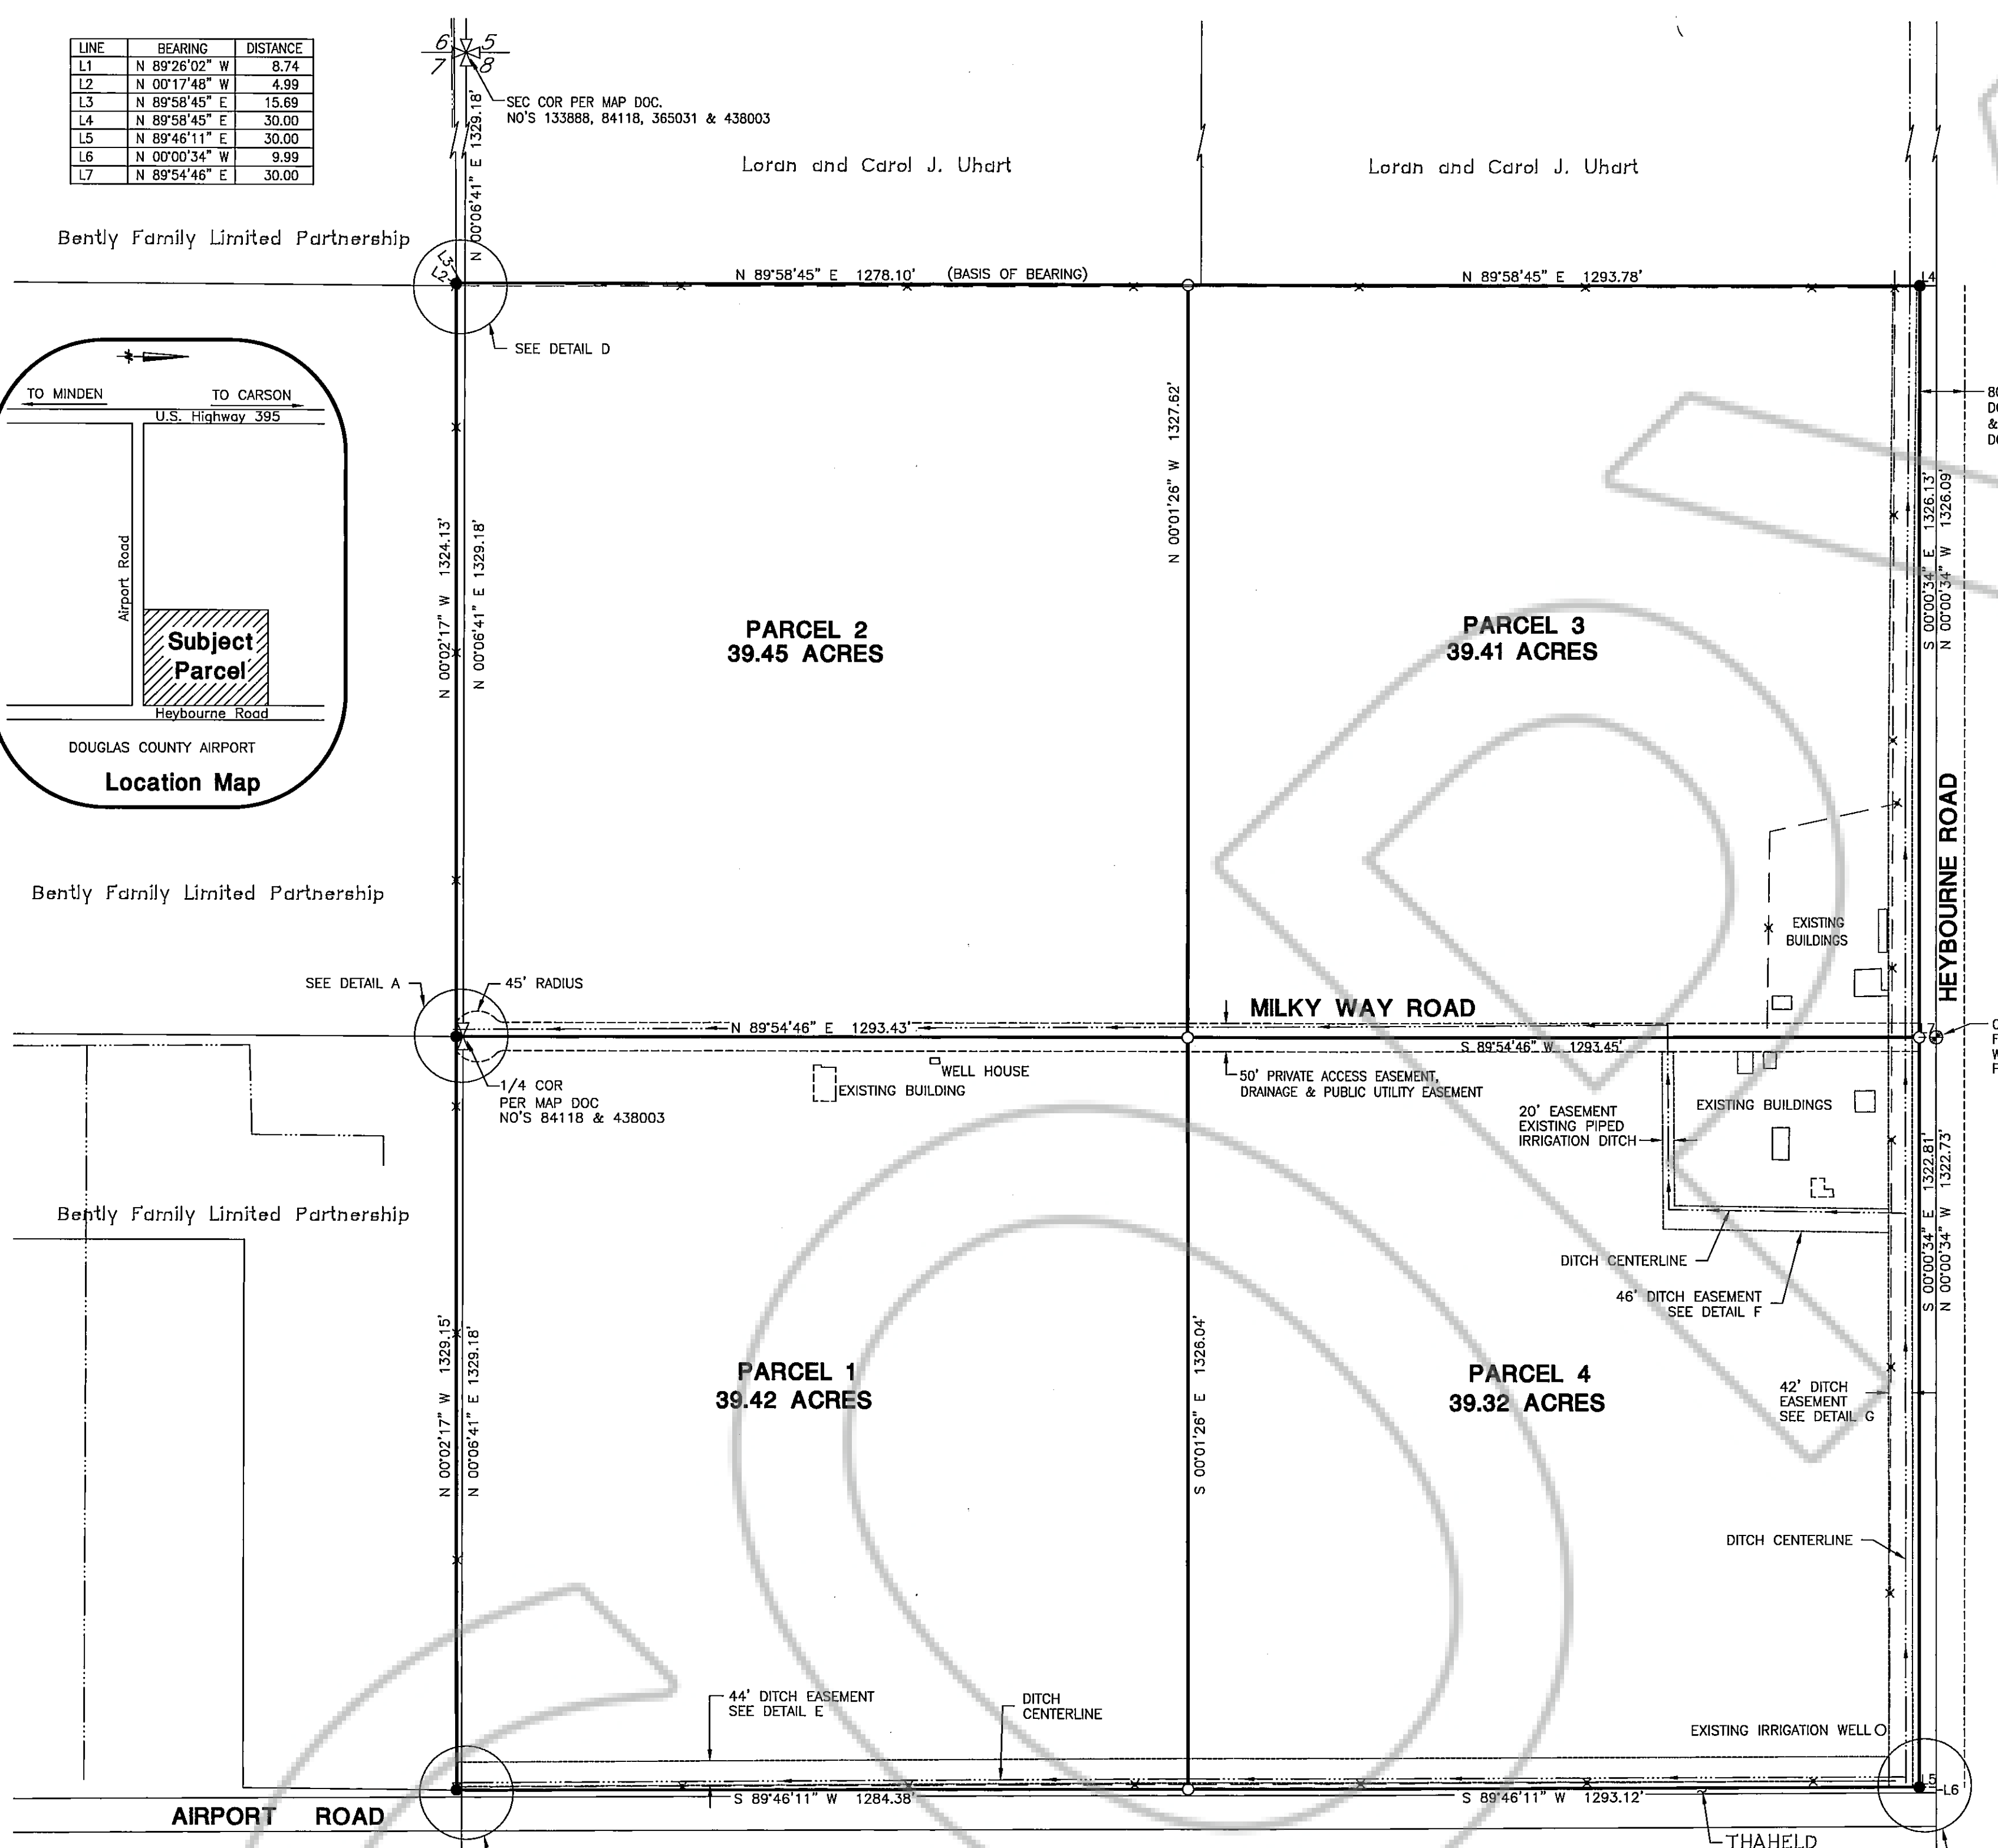 LINE BEARING DISTANCE
L1 N 89°26'02" W 8.74
L2 N 00°17'48" W 4.99
L3 N 89°58'45" E 15.69
L4 N 89°58'45" E 30.00
L5 N 89°46'11" E 30.00
L6 N 00°00'34" W 9.99
L7 N 89°54'46" E 30.00
6 5
7 8
SEC COR PER MAP DOC.
NO'S 133888, 84118, 365031 & 438003
N 00°06'41" E 1329.18'
Loran and Carol J. Uhart
Loran and Carol J. Uhart
Bently Family Limited Partnership
L3
L2
N 89°58'45" E 1278.10' (BASIS OF BEARING)
N 89°58'45" E 1293.78'
L4
SEE DETAIL D
TO MINDEN
TO CARSON
U.S. Highway 395
Airport Road
Subject
Parcel
Heybourne Road
DOUGLAS COUNTY AIRPORT
Location Map
N 00°02'17" W 1324.13'
N 00°06'41" E 1329.18'
N 00°01'26" W 1327.62'
S 00°00'34" E 1326.13'
N 00°00'34" W 1326.09'
PARCEL 2
39.45 ACRES
PARCEL 3
39.41 ACRES
HEYBOURNE ROAD
Bently Family Limited Partnership
EXISTING
BUILDINGS
SEE DETAIL A
45' RADIUS
MILKY WAY ROAD
N 89°54'46" E 1293.43'
S 89°54'46" W 1293.45'
L7
1/4 COR
PER MAP DOC
NO'S 84118 & 438003
WELL HOUSE
EXISTING BUILDING
50' PRIVATE ACCESS EASEMENT,
DRAINAGE & PUBLIC UTILITY EASEMENT
20' EASEMENT
EXISTING PIPED
IRRIGATION DITCH
EXISTING BUILDINGS
Bently Family Limited Partnership
DITCH CENTERLINE
46' DITCH EASEMENT
SEE DETAIL F
S 00°00'34" E 1322.81'
N 00°00'34" W 1322.73'
N 00°02'17" W 1329.15'
N 00°06'41" E 1329.18'
S 00°01'26" E 1326.04'
PARCEL 1
39.42 ACRES
PARCEL 4
39.32 ACRES
42' DITCH
EASEMENT
SEE DETAIL G
DITCH CENTERLINE
44' DITCH EASEMENT
SEE DETAIL E
DITCH
CENTERLINE
EXISTING IRRIGATION WELL
S 89°46'11" W 1284.38'
S 89°46'11" W 1293.12'
L5
L6
AIRPORT ROAD
THAHELD